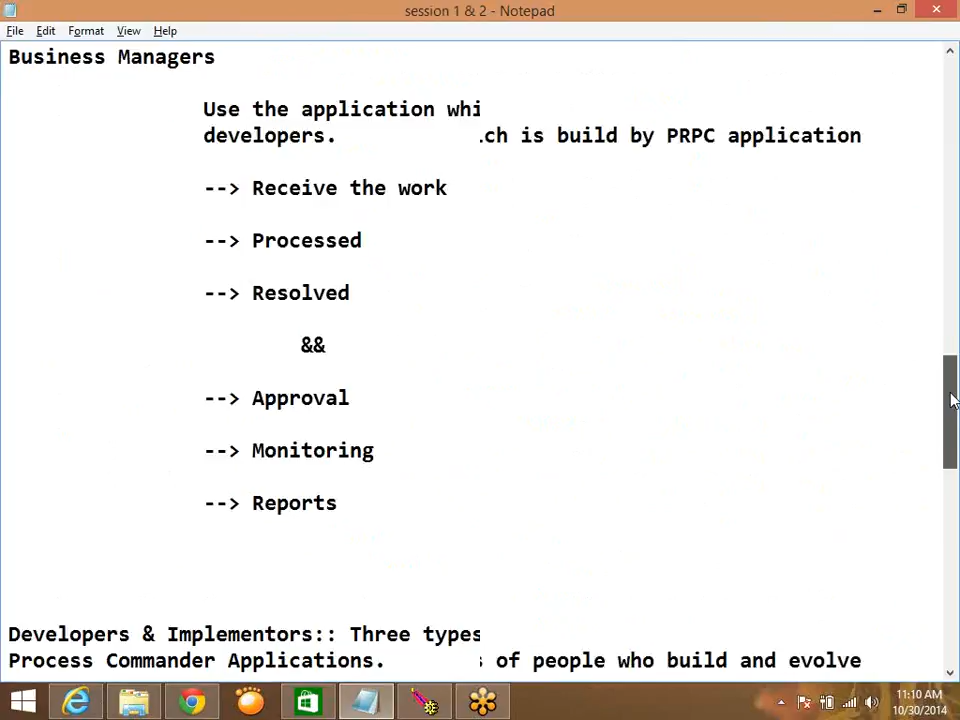 session 1 & 2 - Notepad
File Edit Format View Help
Business Managers
Use the application whi
developers. ch is build by PRPC application
--> Receive the work
--> Processed
--> Resolved
&&
--> Approval
--> Monitoring
--> Reports
Developers & Implementors:: Three types
Process Commander Applications. s of people who build and evolve
11:10 AM
10/30/2014